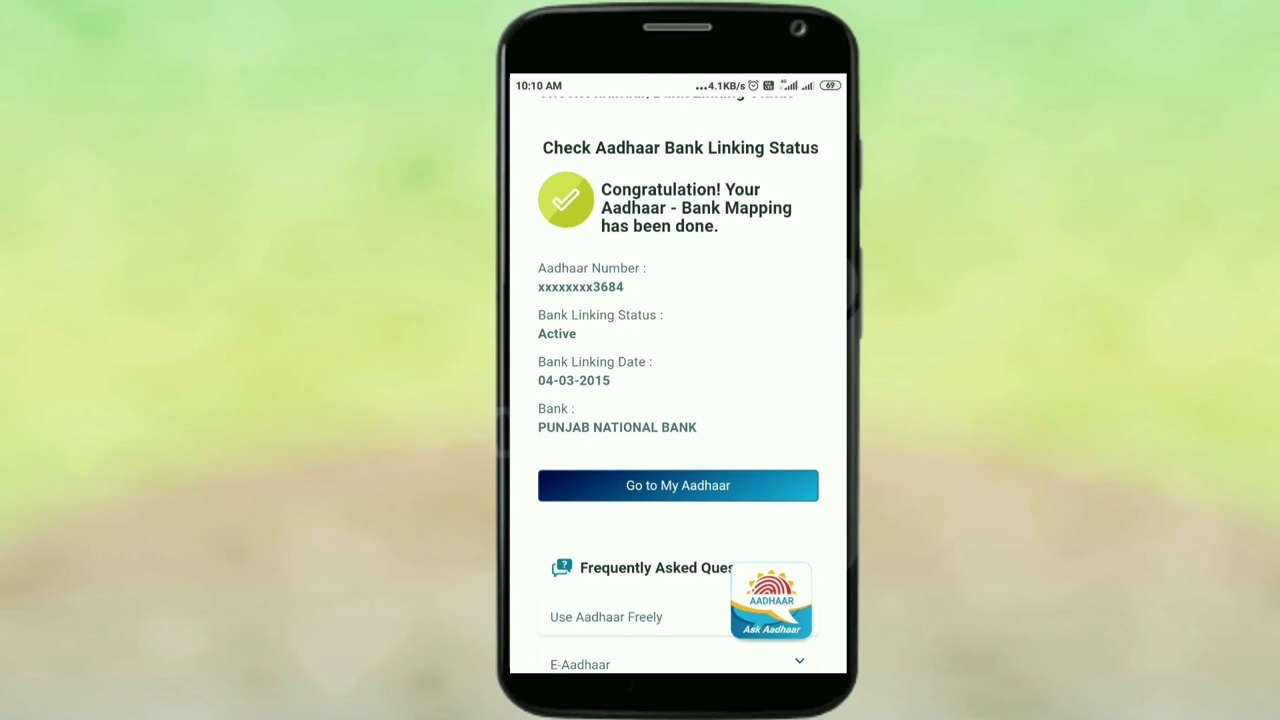 10:10 AM
...4.1KB/s
4G
69
Check Aadhaar Bank Linking Status
Congratulation! Your
Aadhaar - Bank Mapping
has been done.
Aadhaar Number :
xxxxxxxx3684
Bank Linking Status :
Active
Bank Linking Date :
04-03-2015
Bank :
PUNJAB NATIONAL BANK
Go to My Aadhaar
Frequently Asked Ques
AADHAAR
Ask Aadhaar
Use Aadhaar Freely
E-Aadhaar